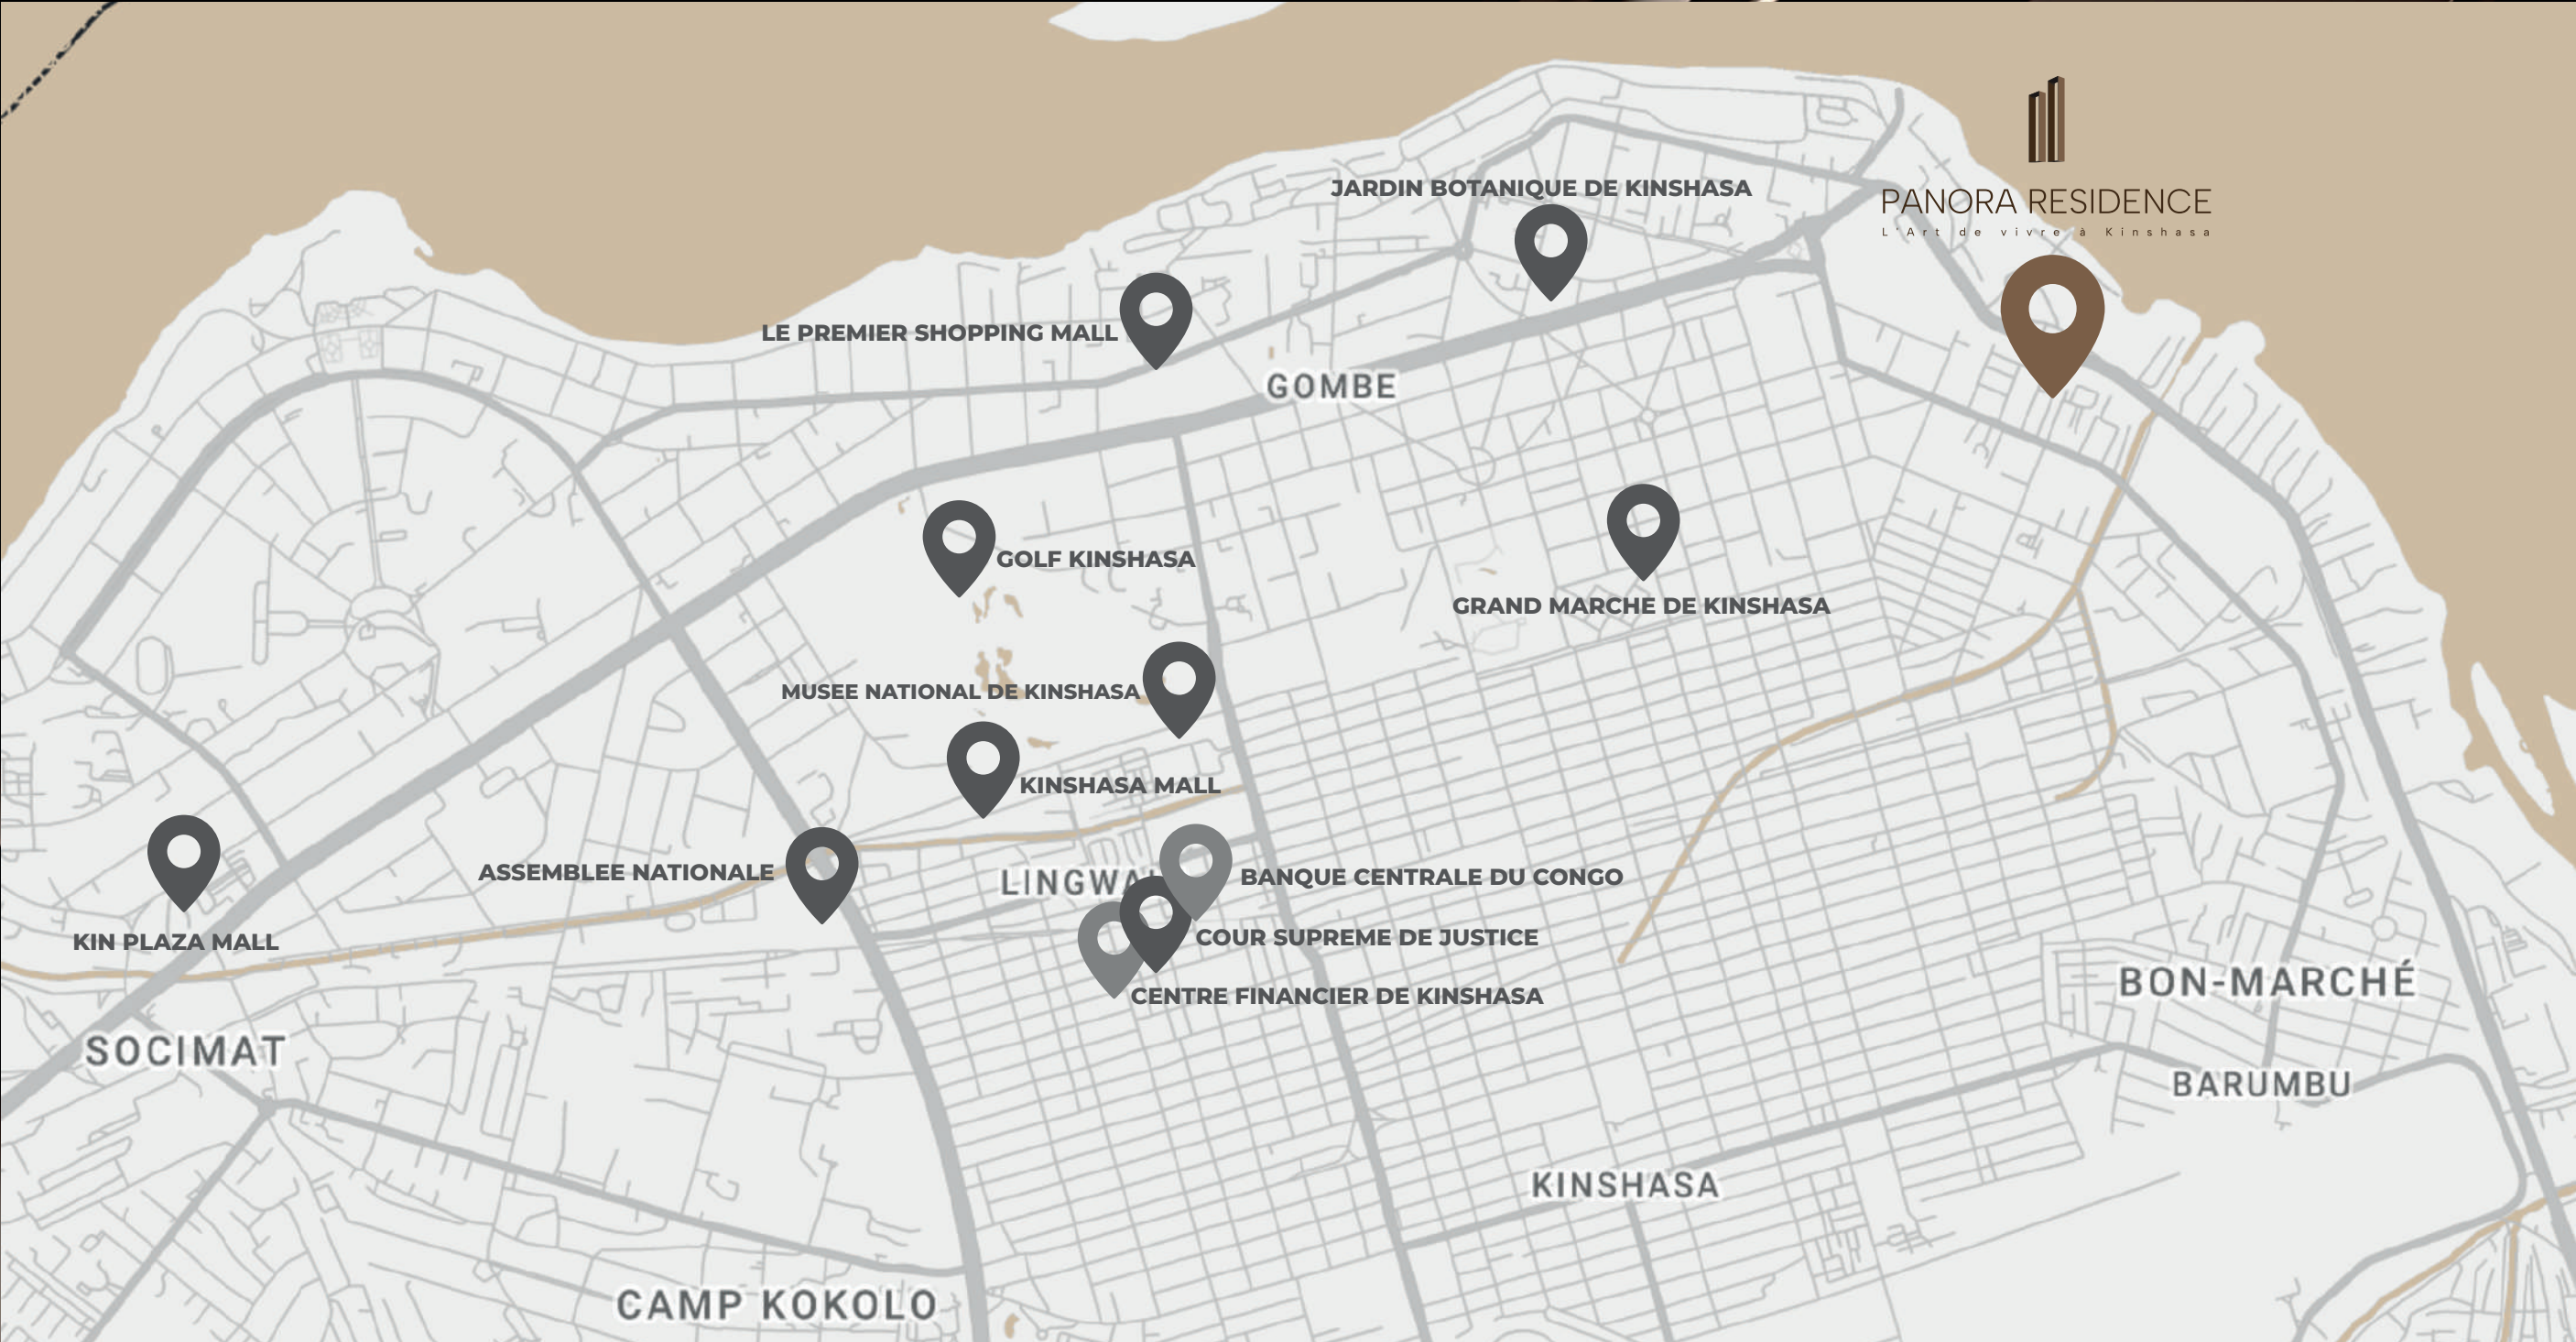 JARDIN BOTANIQUE DE KINSHASA
PANORA RESIDENCE
L'Art de vivre à Kinshasa
LE PREMIER SHOPPING MALL
GOMBE
GOLF KINSHASA
GRAND MARCHE DE KINSHASA
MUSEE NATIONAL DE KINSHASA
KINSHASA MALL
ASSEMBLEE NATIONALE
LINGWA
BANQUE CENTRALE DU CONGO
KIN PLAZA MALL
COUR SUPREME DE JUSTICE
CENTRE FINANCIER DE KINSHASA
BON-MARCHÉ
SOCIMAT
BARUMBU
KINSHASA
CAMP KOKOLO